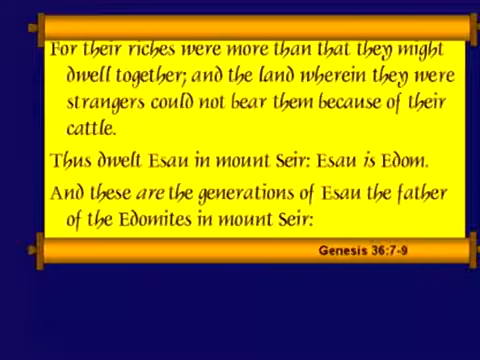 For their riches were more than that they might
dwell together; and the land wherein they were
strangers could not bear them because of their
cattle.
Thus dwelt Esau in mount Seir: Esau is Edom.
And these are the generations of Esau the father
of the Edomites in mount Seir:
Genesis 36:7-9